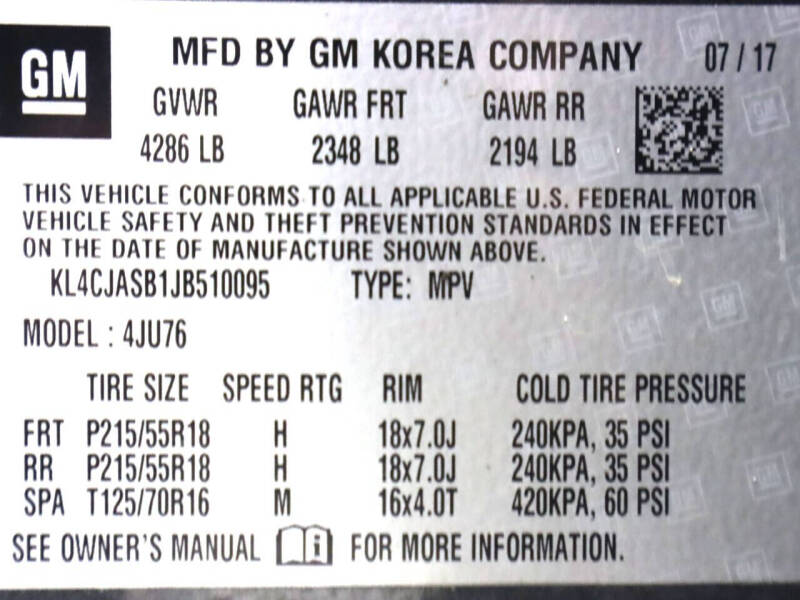 GM
MFD BY GM KOREA COMPANY 07/17
GVWR GAWR FRT GAWR RR
4286 LB 2348 LB 2194 LB
THIS VEHICLE CONFORMS TO ALL APPLICABLE U.S. FEDERAL MOTOR
VEHICLE SAFETY AND THEFT PREVENTION STANDARDS IN EFFECT
ON THE DATE OF MANUFACTURE SHOWN ABOVE.
KL4CJASB1JB510095 TYPE: MPV
MODEL : 4JU76
TIRE SIZE SPEED RTG RIM COLD TIRE PRESSURE
FRT P215/55R18 H 18x7.0J 240KPA, 35 PSI
RR P215/55R18 H 18x7.0J 240KPA, 35 PSI
SPA T125/70R16 M 16x4.0T 420KPA, 60 PSI
SEE OWNER'S MANUAL i FOR MORE INFORMATION.